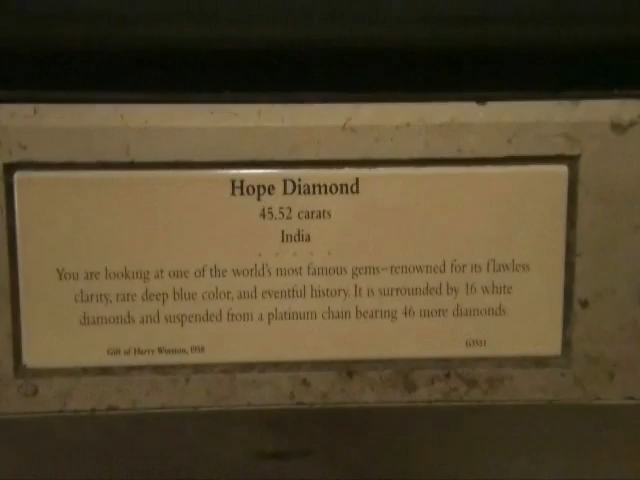 Hope Diamond
45.52 carats
India
You are looking at one of the world's most famous gems—renowned for its flawless
clarity, rare deep blue color, and eventful history. It is surrounded by 16 white
diamonds and suspended from a platinum chain bearing 46 more diamonds
Gift of Harry Winston, 1958
G3551